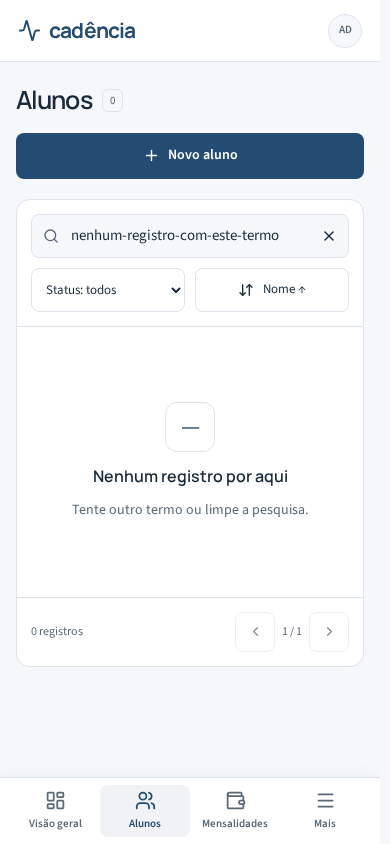 cadência
AD
Alunos 0
Novo aluno
nenhum-registro-com-este-termo
Status: todos
Nome ↑
Nenhum registro por aqui
Tente outro termo ou limpe a pesquisa.
0 registros
1 / 1
Visão geral
Alunos
Mensalidades
Mais